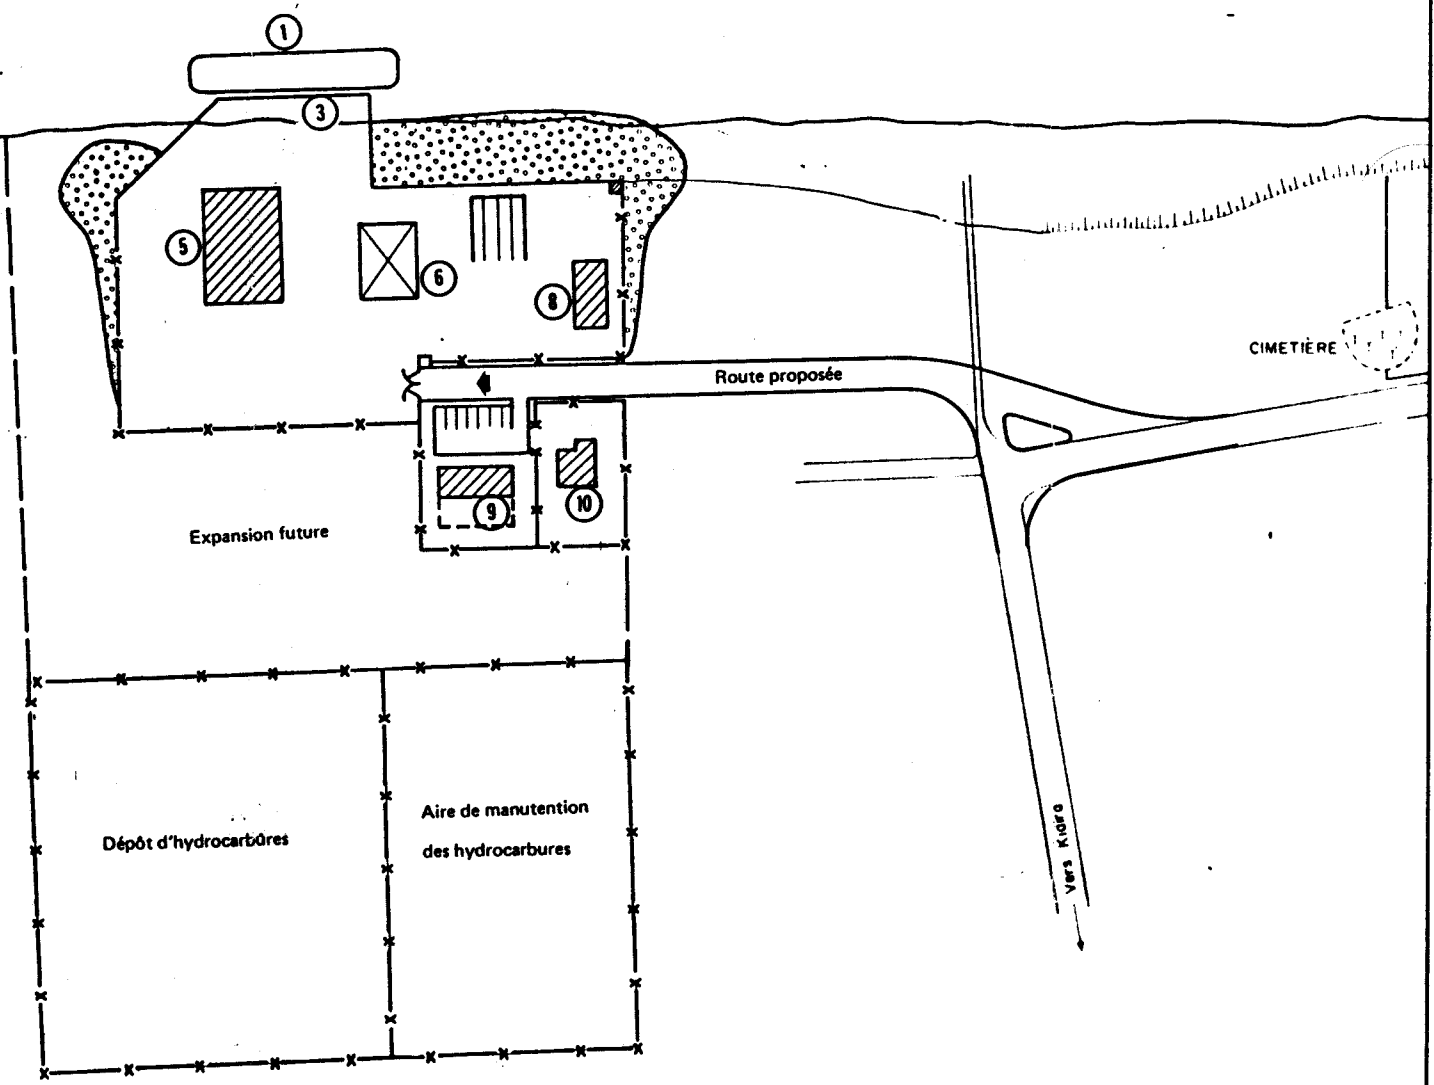 1
3
5
6
8
CIMETIÈRE
Route proposée
9
10
Expansion future
Aire de manutention
des hydrocarbures
Dépôt d'hydrocarbûres
Vers Kidira